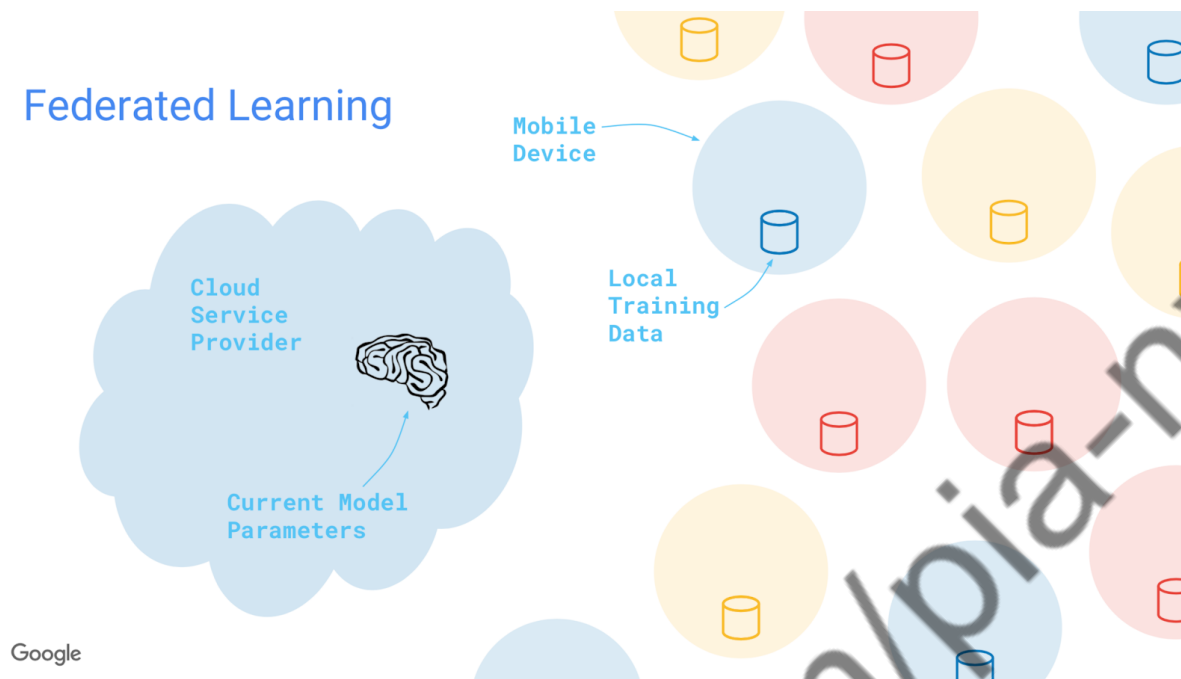 Federated Learning
Mobile
Device
Local
Training
Data
Cloud
Service
Provider
Current Model
Parameters
Google